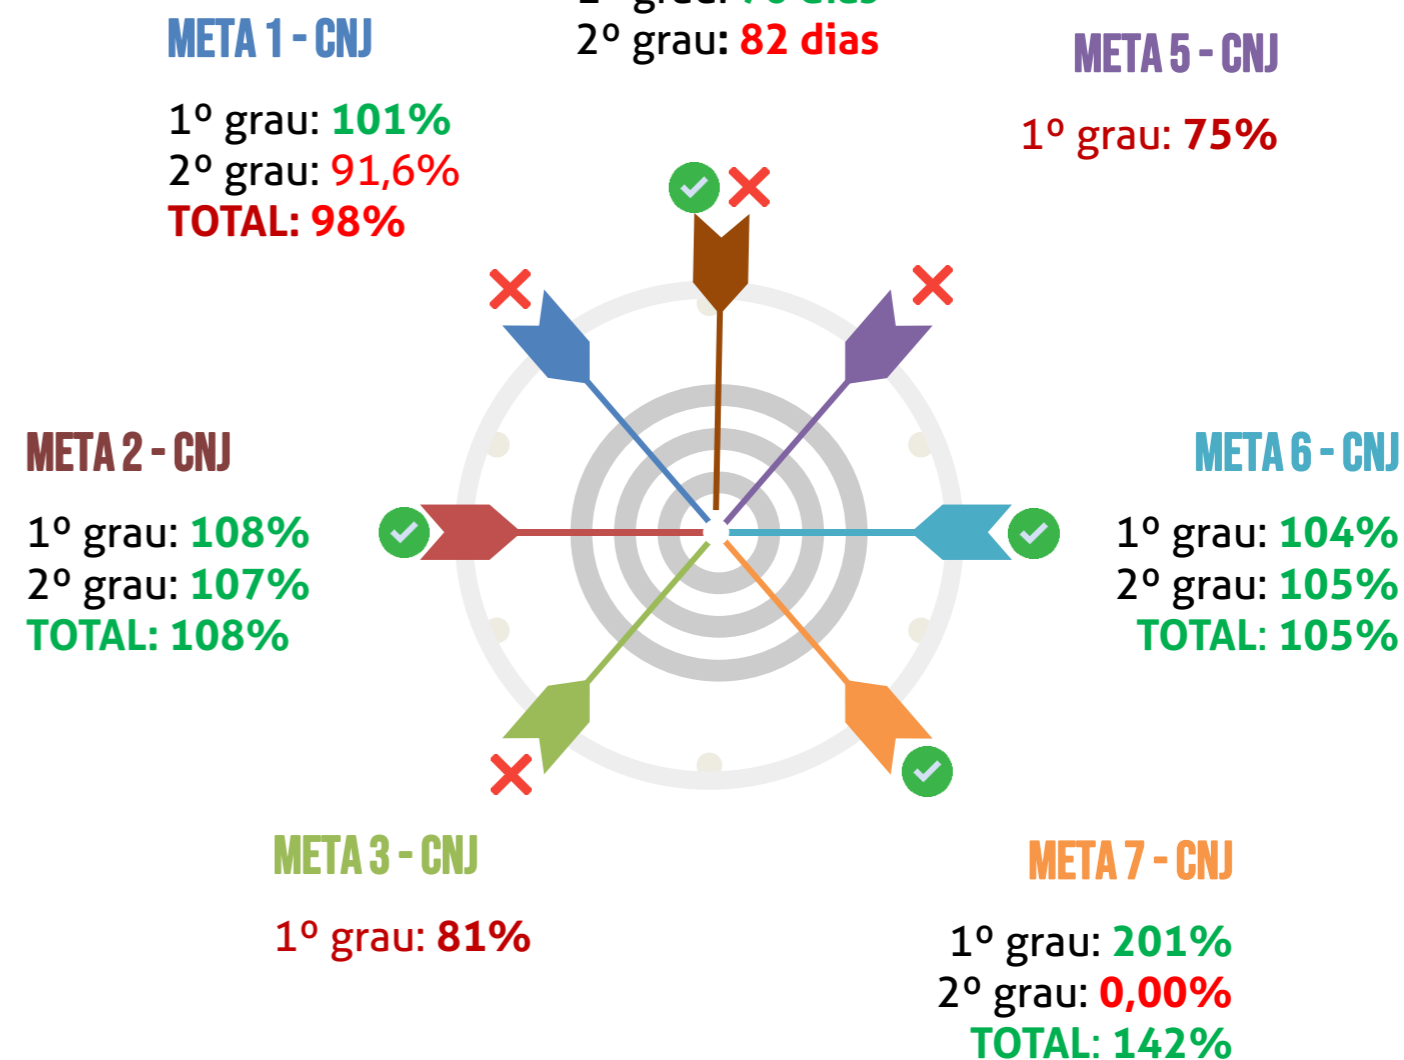 2º grau: 82 dias
META 1 - CNJ
1º grau: 101%
2º grau: 91,6%
TOTAL: 98%
META 5 - CNJ
1º grau: 75%
META 2 - CNJ
1º grau: 108%
2º grau: 107%
TOTAL: 108%
META 6 - CNJ
1º grau: 104%
2º grau: 105%
TOTAL: 105%
META 3 - CNJ
1º grau: 81%
META 7 - CNJ
1º grau: 201%
2º grau: 0,00%
TOTAL: 142%